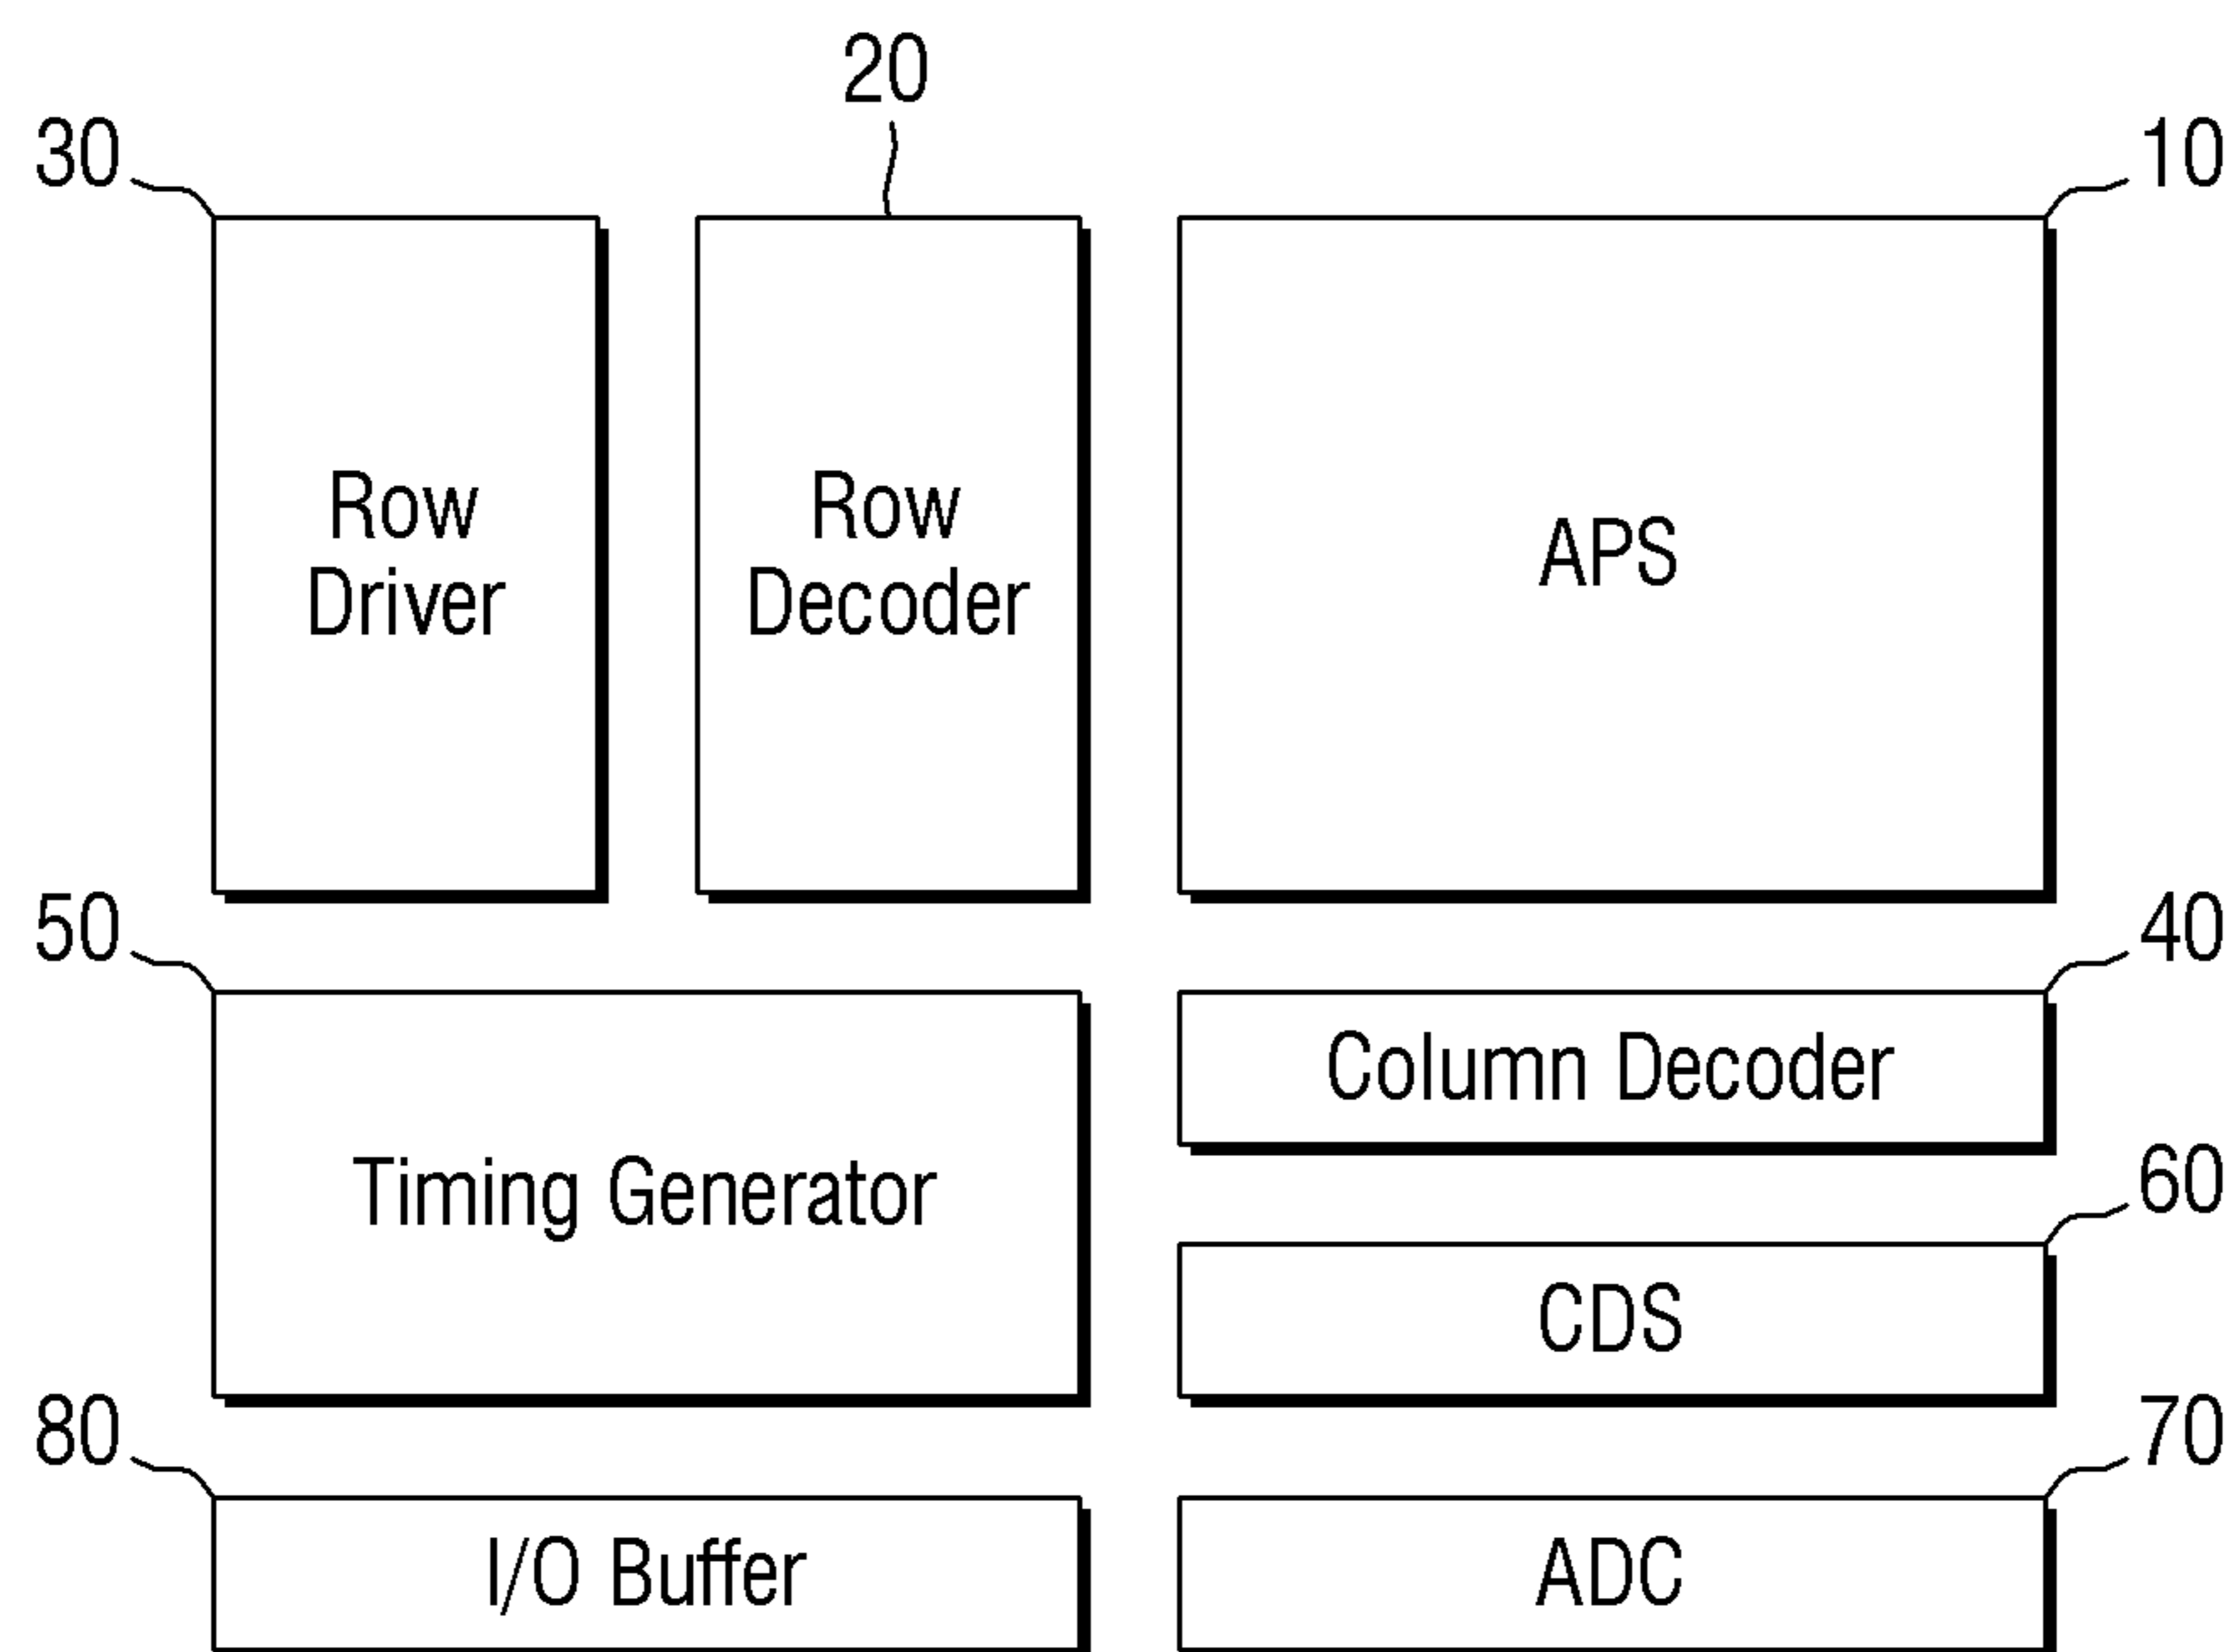 20
30
10
Row
Driver
Row
Decoder
APS
50
40
Column Decoder
Timing Generator
60
CDS
80
70
I/O Buffer
ADC